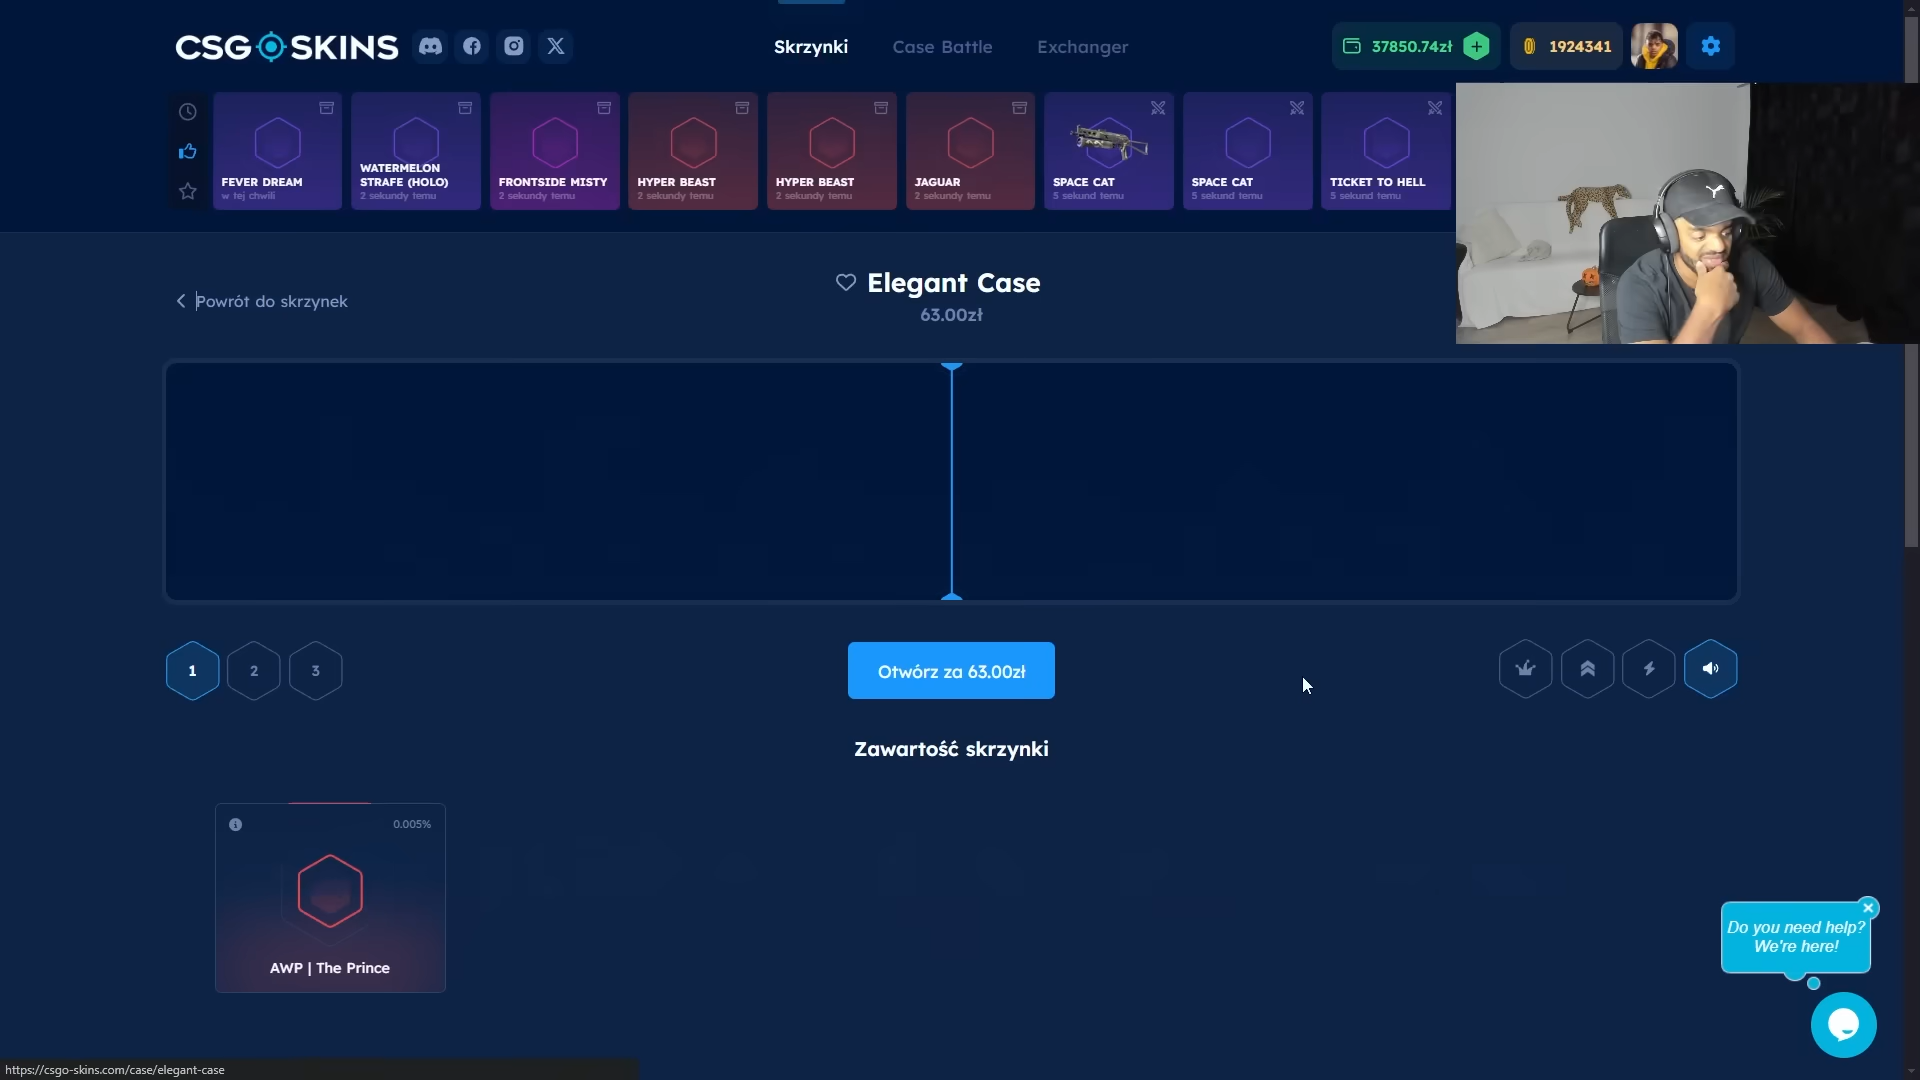 CSG SKINS
Skrzynki
Case Battle
Exchanger
37850.74zł
1924341
FEVER DREAM
w tej chwili
WATERMELON
STRAFE (HOLO)
2 sekundy temu
FRONTSIDE MISTY
2 sekundy temu
HYPER BEAST
2 sekundy temu
HYPER BEAST
2 sekundy temu
JAGUAR
2 sekundy temu
SPACE CAT
5 sekund temu
SPACE CAT
5 sekund temu
TICKET TO HELL
5 sekund temu
Powrót do skrzynek
Elegant Case
63.00zł
1
2
3
Otwórz za 63.00zł
Zawartość skrzynki
0.005%
AWP | The Prince
Do you need help?
We're here!
https://csgo-skins.com/case/elegant-case